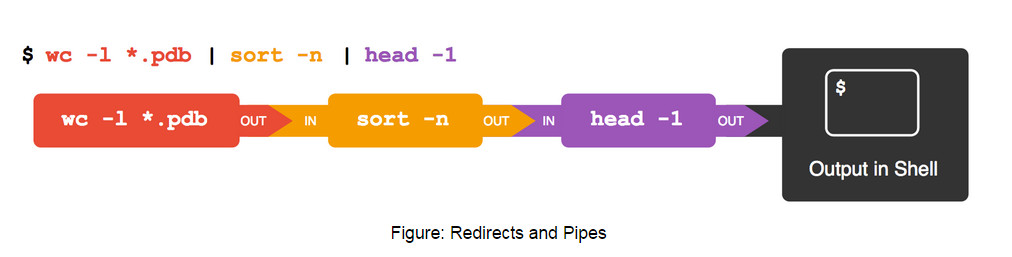 $ wc -l *.pdb | sort -n | head -1
wc -l *.pdb OUT IN sort -n OUT IN head -1 OUT
$
Output in Shell
Figure: Redirects and Pipes